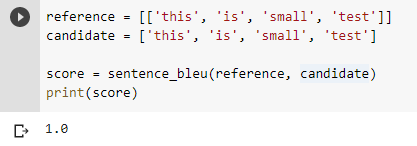 reference = [['this', 'is', 'small', 'test']]
candidate = ['this', 'is', 'small', 'test']
score = sentence_bleu(reference, candidate)
print(score)
1.0